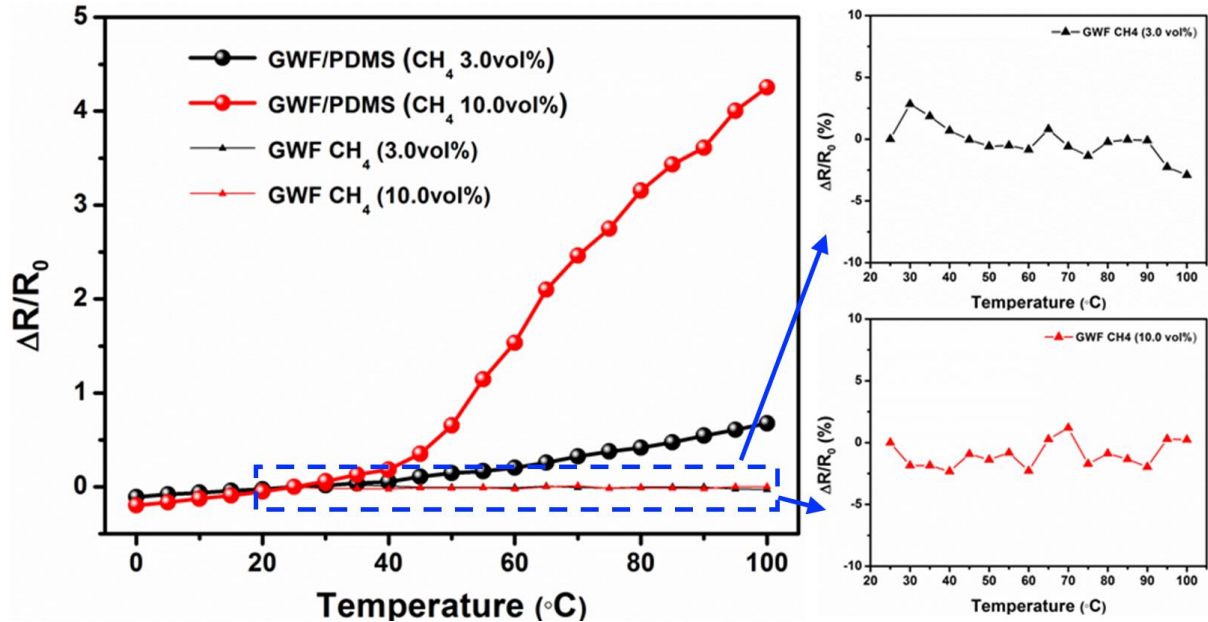 5
4
3
2
1
0
ΔR/R₀
GWF/PDMS (CH₄ 3.0vol%)
GWF/PDMS (CH₄ 10.0vol%)
GWF CH₄ (3.0vol%)
GWF CH₄ (10.0vol%)
0 20 40 60 80 100
Temperature (◦C)
10
5
0
-5
-10
ΔR/R₀ (%)
GWF CH4 (3.0 vol%)
20 30 40 50 60 70 80 90 100
Temperature (◦C)
10
5
0
-5
-10
ΔR/R₀ (%)
GWF CH4 (10.0 vol%)
20 30 40 50 60 70 80 90 100
Temperature (◦C)